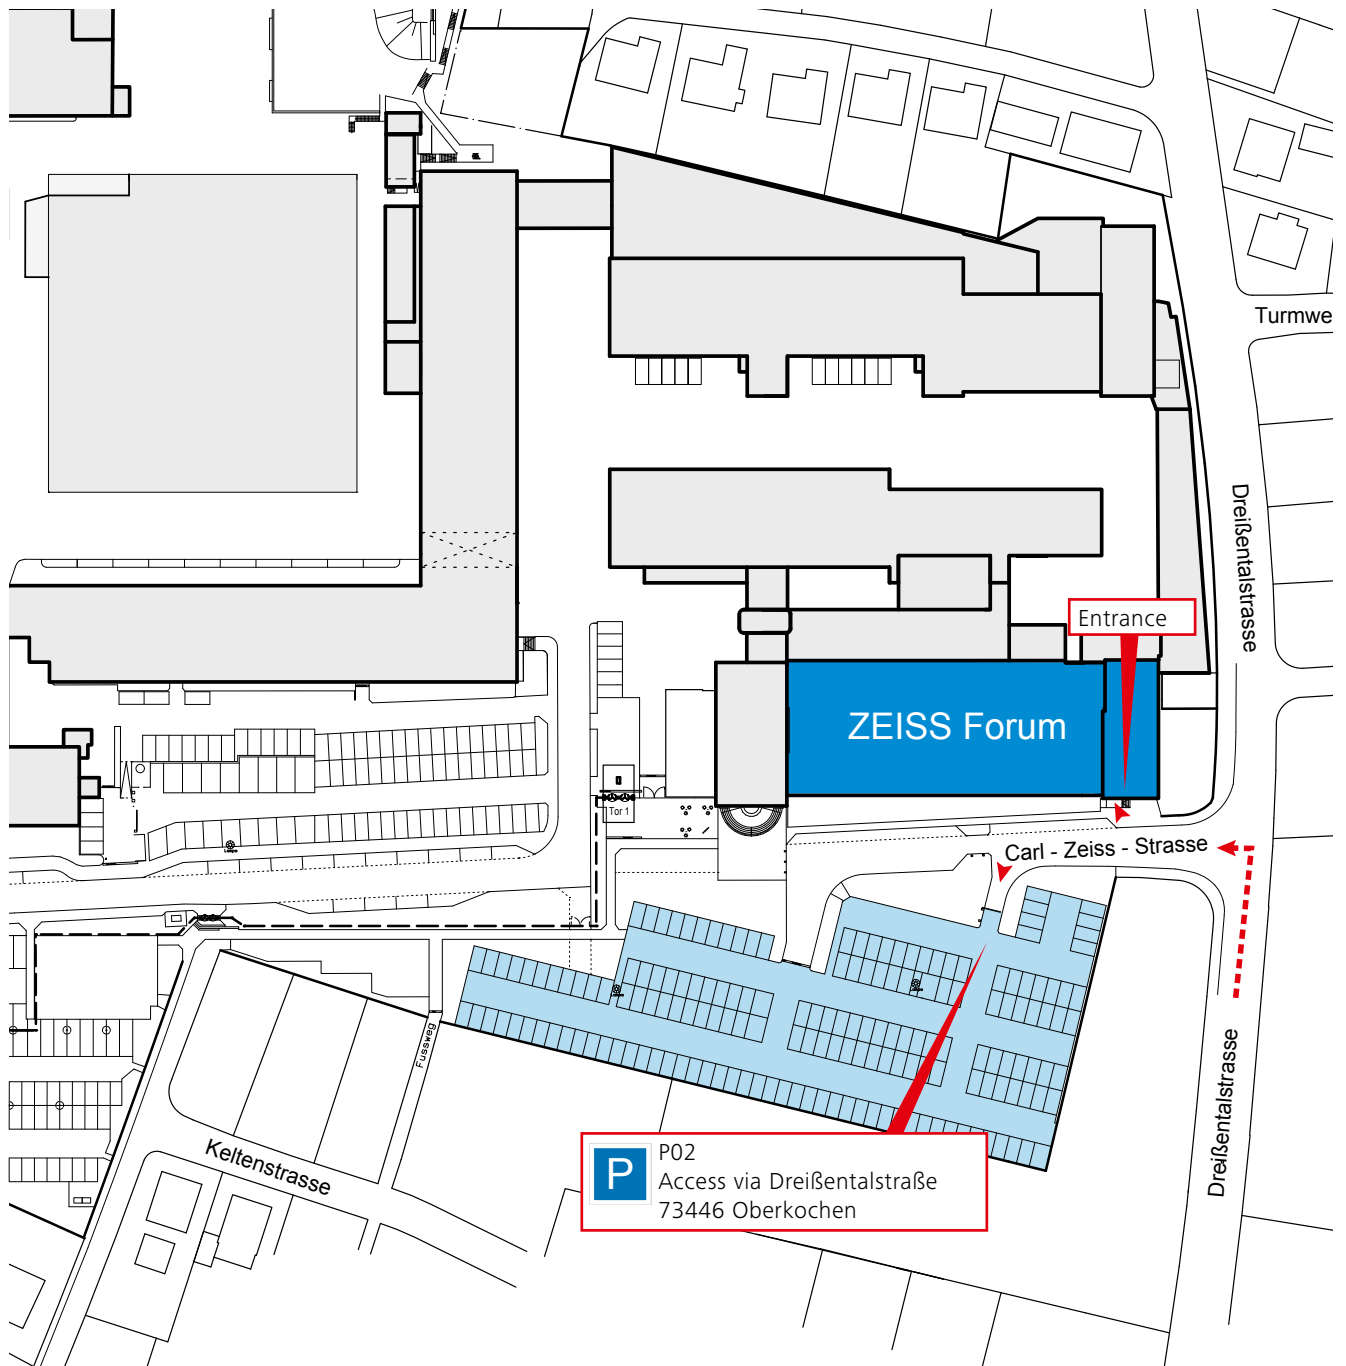 Turmwe
Dreißentalstrasse
Entrance
ZEISS Forum
Tor 1
Carl - Zeiss - Strasse
Fussweg
Dreißentalstrasse
Keltenstrasse
P
P02
Access via Dreißentalstraße
73446 Oberkochen